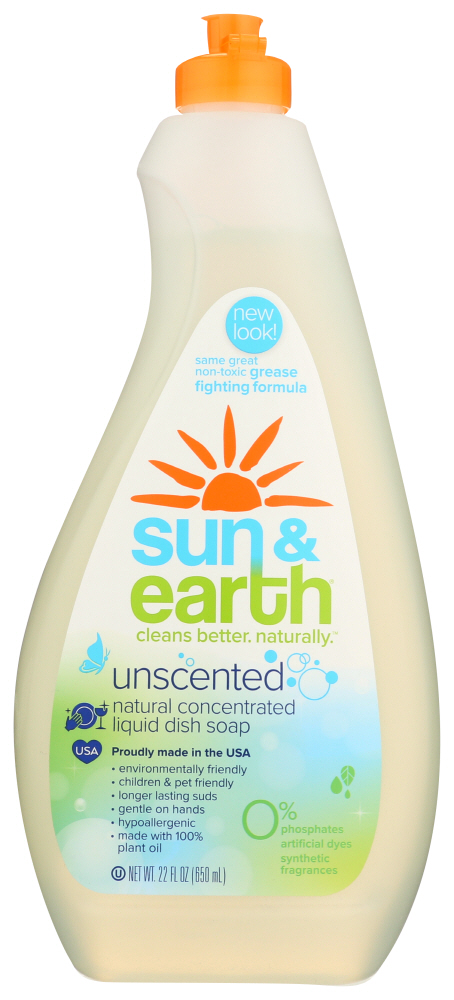 new
look!
same great
non-toxic grease
fighting formula
sun &
earth®
cleans better. naturally.™
unscented
natural concentrated
liquid dish soap
USA
Proudly made in the USA
• environmentally friendly
• children & pet friendly
• longer lasting suds
• gentle on hands
• hypoallergenic
• made with 100%
plant oil
0%
phosphates
artificial dyes
synthetic
fragrances
U NET WT. 22 FL OZ (650 mL)